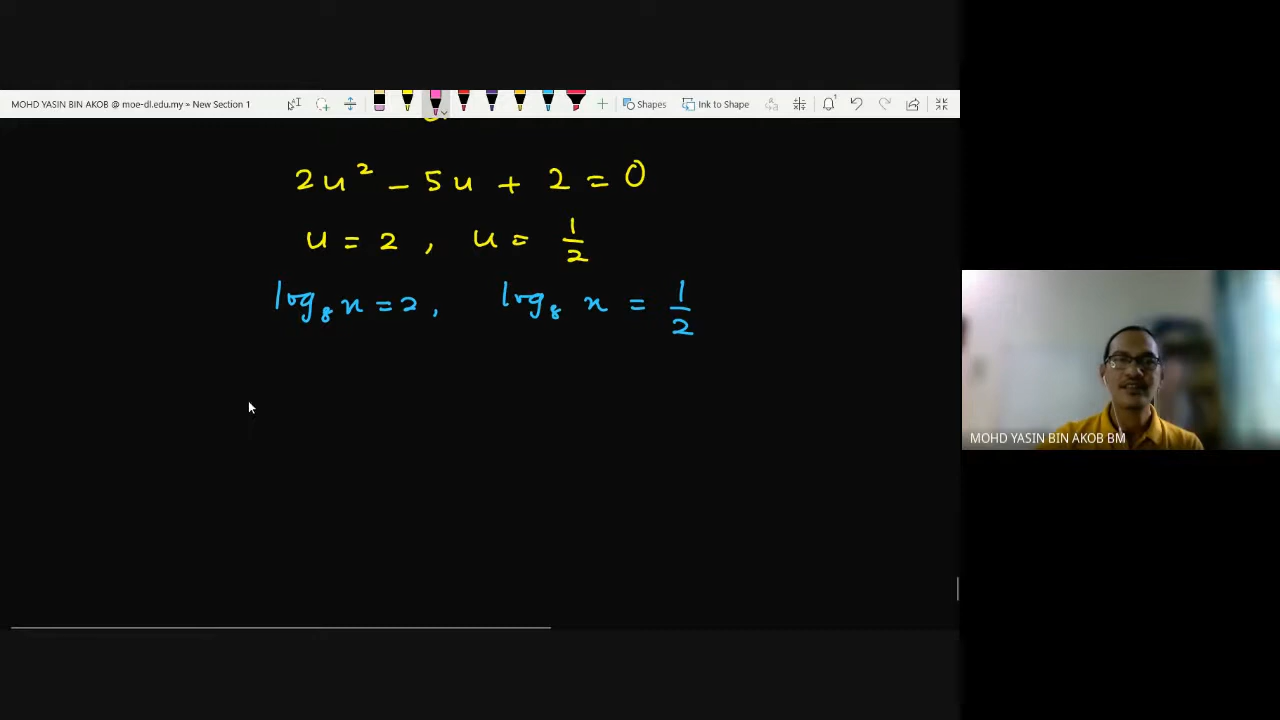 MOHD YASIN BIN AKOB @ moe-dl.edu.my » New Section 1
Shapes
Ink to Shape
2u² - 5u + 2 = 0
u = 2 , u = 1/2
log₈ x = 2 , log₈ x = 1/2
MOHD YASIN BIN AKOB BM